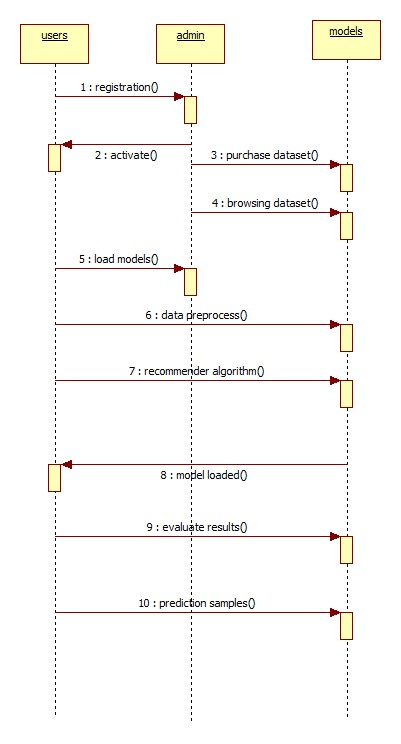 users
admin
models
1 : registration()
2 : activate()
3 : purchase dataset()
4 : browsing dataset()
5 : load models()
6 : data preprocess()
7 : recommender algorithm()
8 : model loaded()
9 : evaluate results()
10 : prediction samples()